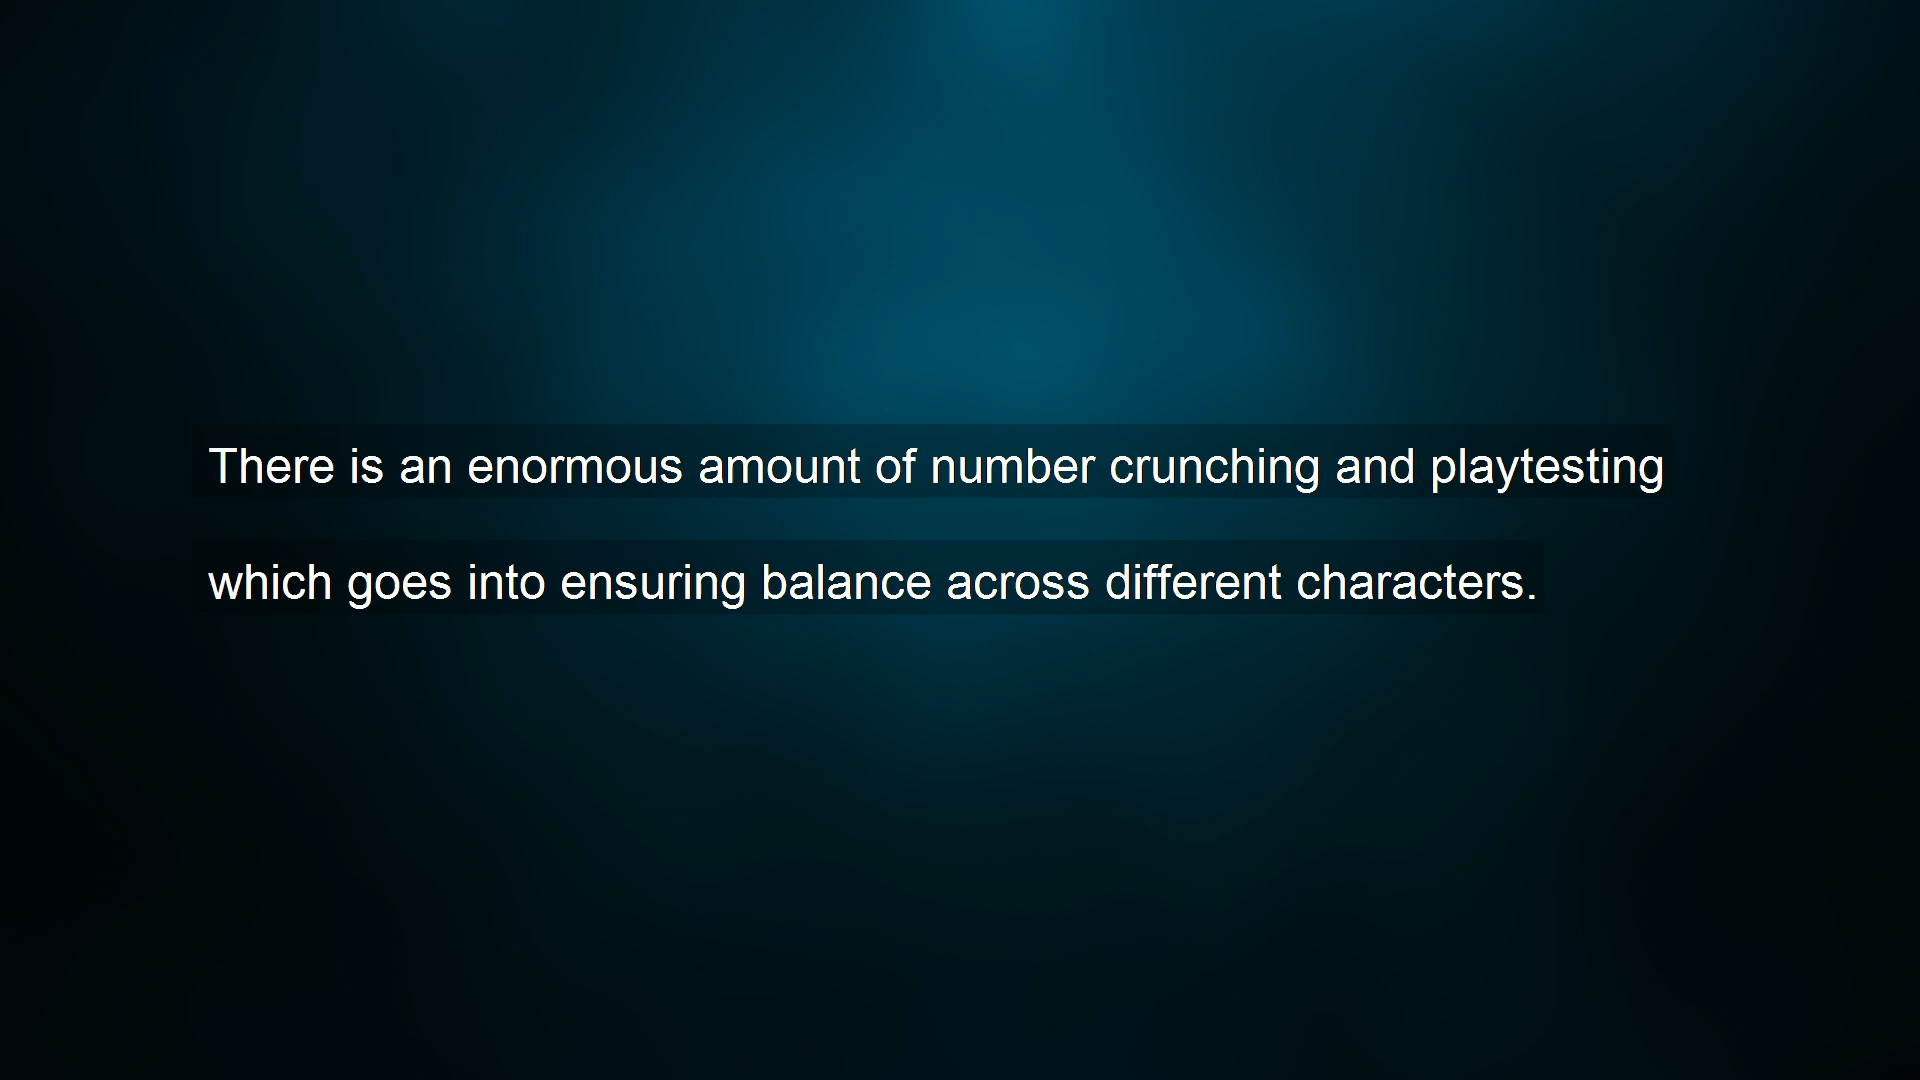 There is an enormous amount of number crunching and playtesting
which goes into ensuring balance across different characters.